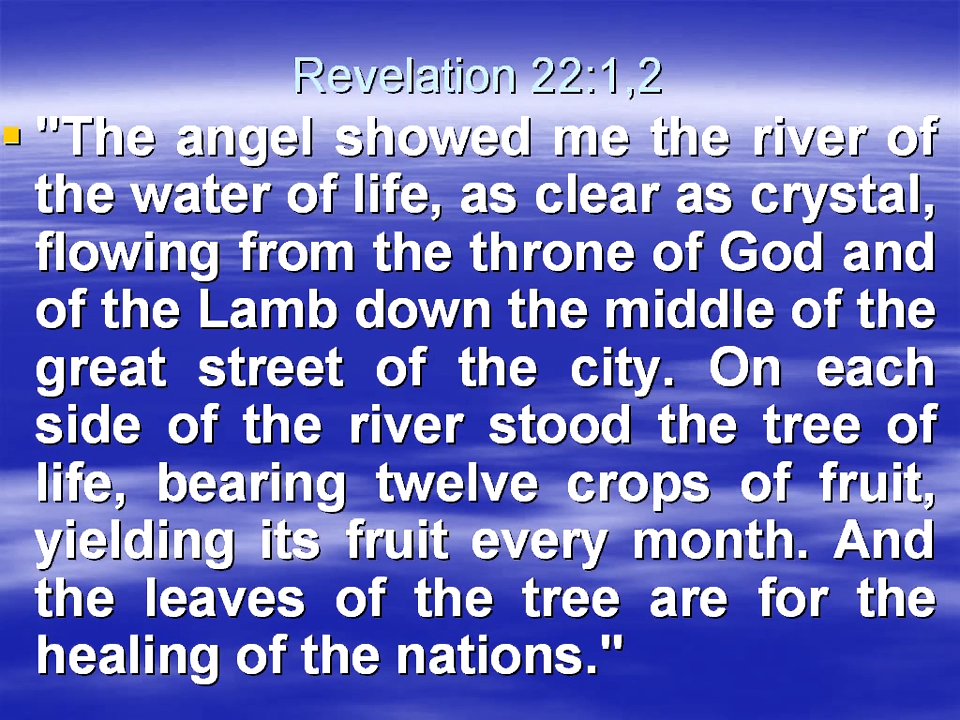 Revelation 22:1,2
"The angel showed me the river of
the water of life, as clear as crystal,
flowing from the throne of God and
of the Lamb down the middle of the
great street of the city. On each
side of the river stood the tree of
life, bearing twelve crops of fruit,
yielding its fruit every month. And
the leaves of the tree are for the
healing of the nations."